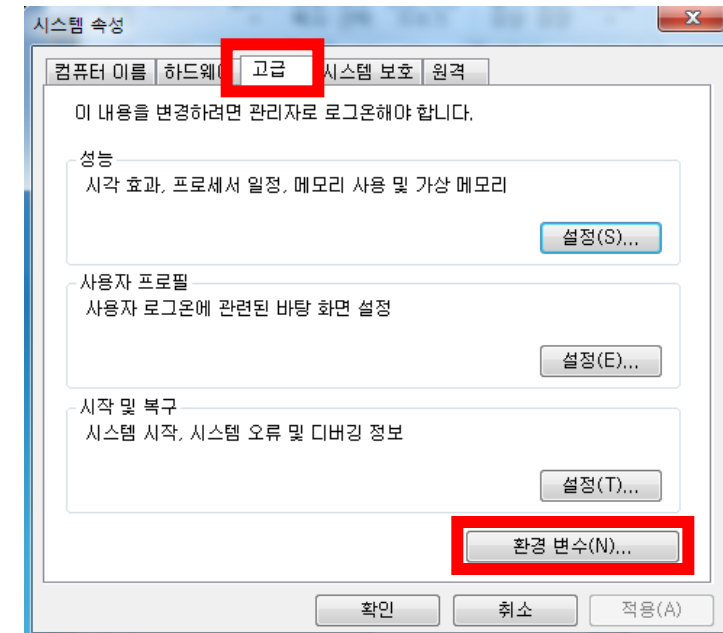 시스템 속성
컴퓨터 이름 고급 시스템 보호 원격
이 내용을 변경하려면 관리자로 로그온해야 합니다.
성능
시각 효과, 프로세서 일정, 메모리 사용 및 가상 메모리
설정(S)...
사용자 프로필
사용자 로그온에 관련된 바탕 화면 설정
설정(E)...
시작 및 복구
시스템 시작, 시스템 오류 및 디버깅 정보
설정(T)...
환경 변수(N)...
확인 취소 적용(A)